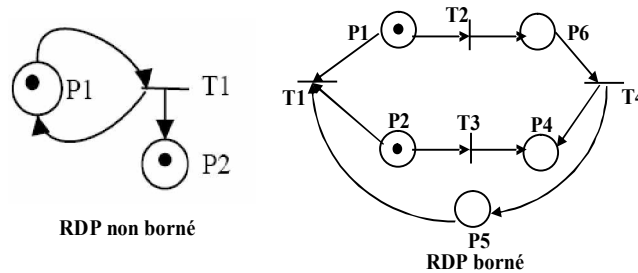 P1
T1
P2
RDP non borné
P1
T2
P6
T1
T4
P2
T3
P4
P5
RDP borné